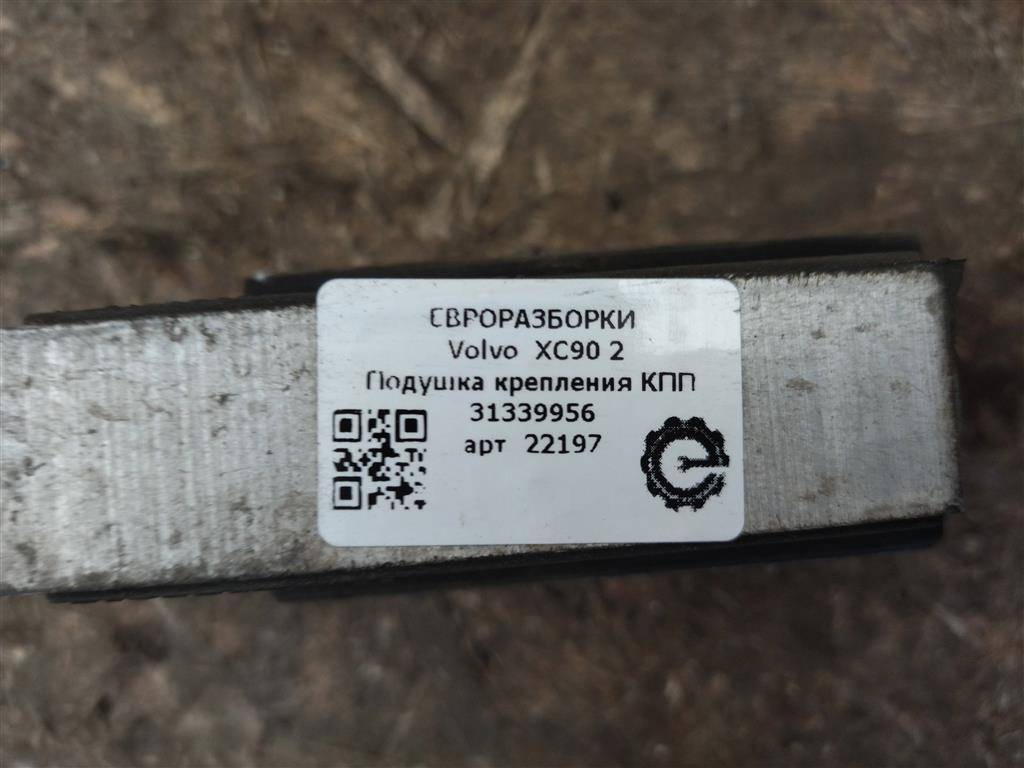 ЕВРОРАЗБОРКИ
Volvo XC90 2
Подушка крепления КПП
31339956
арт 22197